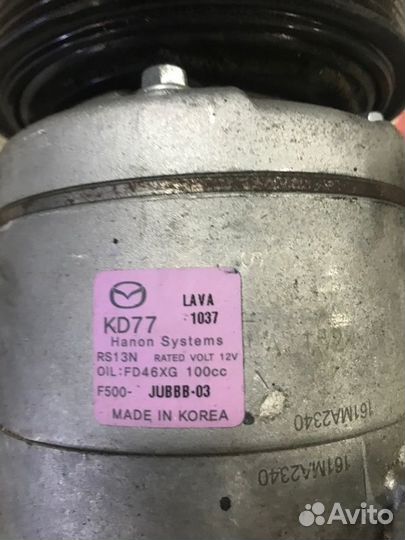 LAVA
KD77 1037
Hanon Systems
RS13N RATED VOLT 12V
OIL:FD46XG 100cc
F500- JUBBB-03
MADE IN KOREA
161MA2340
161MA2340
Avito